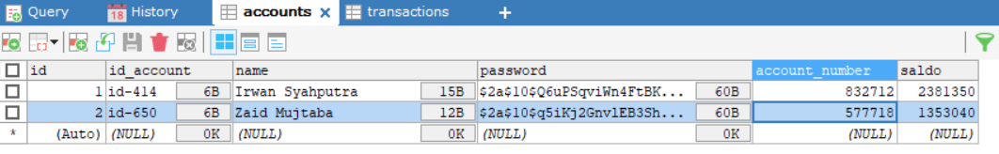 Query History accounts transactions
id id_account name password account_number saldo
1 id-414 6B Irwan Syahputra 15B $2a$10$Q6uPSqviWn4FtBK... 60B 832712 2381350
2 id-650 6B Zaid Mujtaba 12B $2a$10$q5iKj2GnvlEB3Sh... 60B 577718 1353040
* (Auto) (NULL) 0K (NULL) 0K (NULL) 0K (NULL) (NULL)